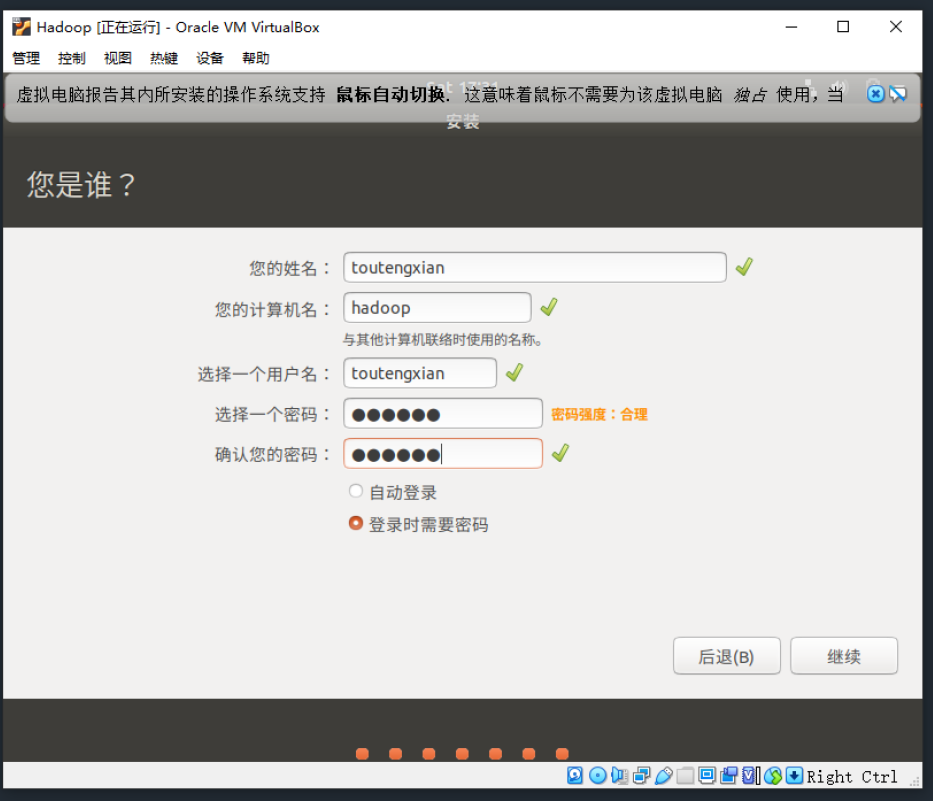 Hadoop [正在运行] - Oracle VM VirtualBox
管理 控制 视图 热键 设备 帮助
虚拟电脑报告其内所安装的操作系统支持 鼠标自动切换. 这意味着鼠标不需要为该虚拟电脑 独占 使用，当
安装
您是谁？
您的姓名： toutengxian
您的计算机名： hadoop
与其他计算机联络时使用的名称。
选择一个用户名： toutengxian
选择一个密码： ●●●●●● 密码强度：合理
确认您的密码： ●●●●●●
自动登录
登录时需要密码
后退(B) 继续
Right Ctrl